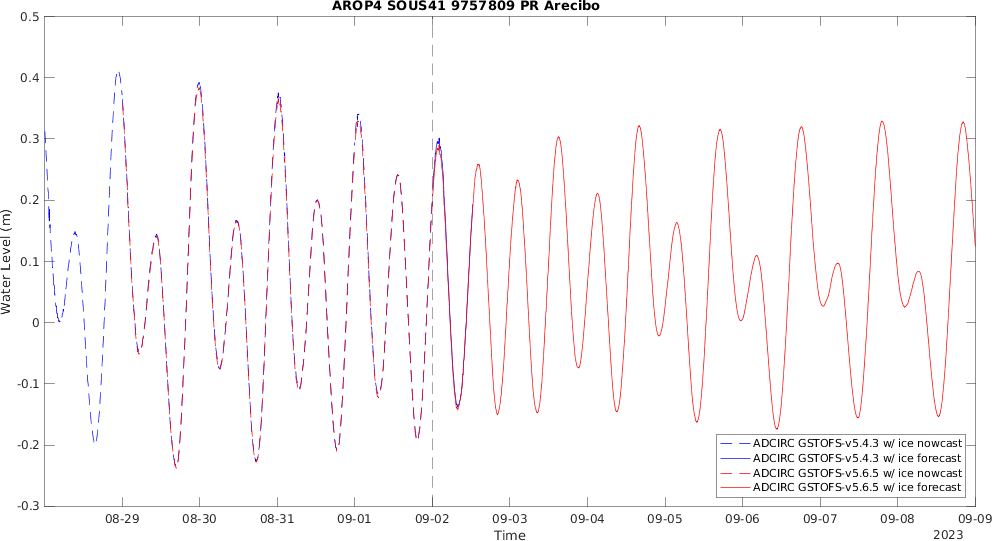 AROP4 SOUS41 9757809 PR Arecibo
0.5
0.4
0.3
0.2
0.1
0
-0.1
-0.2
-0.3
Water Level (m)
08-29 08-30 08-31 09-01 09-02 09-03 09-04 09-05 09-06 09-07 09-08 09-09
Time
2023
ADCIRC GSTOFS-v5.4.3 w/ ice nowcast
ADCIRC GSTOFS-v5.4.3 w/ ice forecast
ADCIRC GSTOFS-v5.6.5 w/ ice nowcast
ADCIRC GSTOFS-v5.6.5 w/ ice forecast